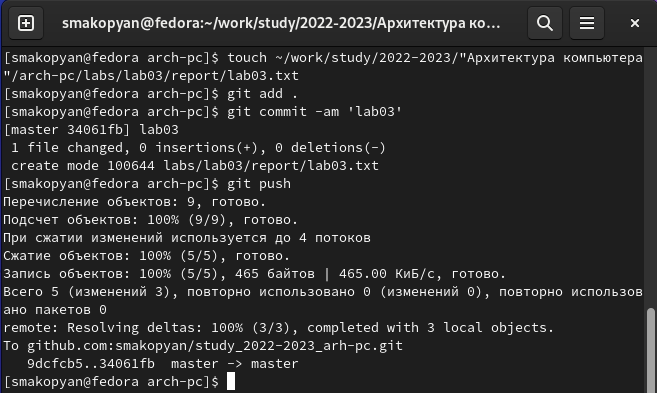 smakopyan@fedora:~/work/study/2022-2023/Архитектура ко...
[smakopyan@fedora arch-pc]$ touch ~/work/study/2022-2023/"Архитектура компьютера
"/arch-pc/labs/lab03/report/lab03.txt
[smakopyan@fedora arch-pc]$ git add .
[smakopyan@fedora arch-pc]$ git commit -am 'lab03'
[master 34061fb] lab03
 1 file changed, 0 insertions(+), 0 deletions(-)
 create mode 100644 labs/lab03/report/lab03.txt
[smakopyan@fedora arch-pc]$ git push
Перечисление объектов: 9, готово.
Подсчет объектов: 100% (9/9), готово.
При сжатии изменений используется до 4 потоков
Сжатие объектов: 100% (5/5), готово.
Запись объектов: 100% (5/5), 465 байтов | 465.00 КиБ/с, готово.
Всего 5 (изменений 3), повторно использовано 0 (изменений 0), повторно использов
ано пакетов 0
remote: Resolving deltas: 100% (3/3), completed with 3 local objects.
To github.com:smakopyan/study_2022-2023_arh-pc.git
   9dcfcb5..34061fb  master -> master
[smakopyan@fedora arch-pc]$